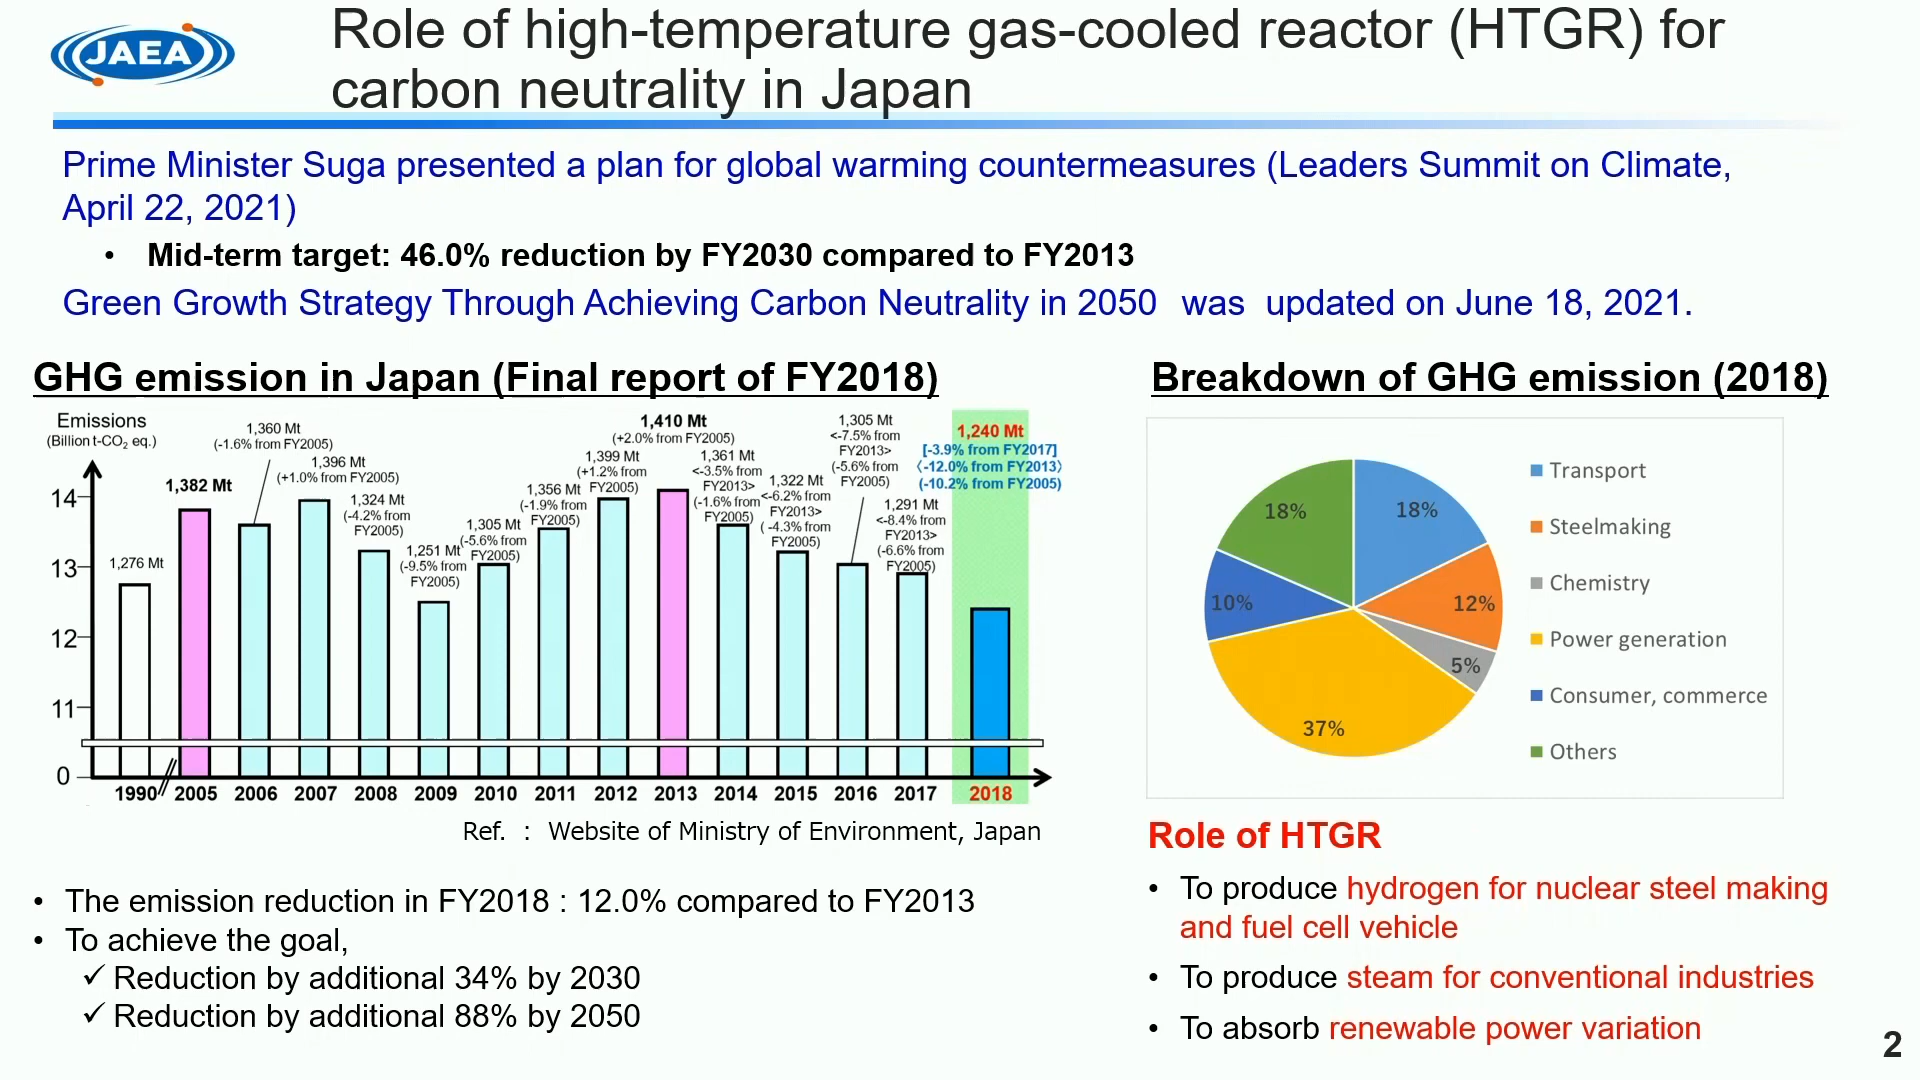 JAEA
Role of high-temperature gas-cooled reactor (HTGR) for
carbon neutrality in Japan
Prime Minister Suga presented a plan for global warming countermeasures (Leaders Summit on Climate,
April 22, 2021)
• Mid-term target: 46.0% reduction by FY2030 compared to FY2013
Green Growth Strategy Through Achieving Carbon Neutrality in 2050 was updated on June 18, 2021.
GHG emission in Japan (Final report of FY2018)
Emissions
(Billion t-CO₂ eq.)
14
13
12
11
0
1,276 Mt
1,382 Mt
1,360 Mt
(-1.6% from FY2005)
1,396 Mt
(+1.0% from FY2005)
1,324 Mt
(-4.2% from
FY2005)
1,251 Mt
(-9.5% from
FY2005)
1,305 Mt
(-5.6% from
FY2005)
1,356 Mt
(-1.9% from
FY2005)
1,399 Mt
(+1.2% from
FY2005)
1,410 Mt
(+2.0% from FY2005)
1,361 Mt
<-3.5% from
FY2013>
(-1.6% from
FY2005)
1,322 Mt
<-6.2% from
FY2013>
( -4.3% from
FY2005)
1,305 Mt
<-7.5% from
FY2013>
(-5.6% from
FY2005)
1,291 Mt
<-8.4% from
FY2013>
(-6.6% from
FY2005)
1,240 Mt
[-3.9% from FY2017]
〈-12.0% from FY2013〉
(-10.2% from FY2005)
1990 2005 2006 2007 2008 2009 2010 2011 2012 2013 2014 2015 2016 2017 2018
Ref. : Website of Ministry of Environment, Japan
• The emission reduction in FY2018 : 12.0% compared to FY2013
• To achieve the goal,
✓ Reduction by additional 34% by 2030
✓ Reduction by additional 88% by 2050
Breakdown of GHG emission (2018)
18%
12%
5%
37%
10%
18%
Transport
Steelmaking
Chemistry
Power generation
Consumer, commerce
Others
Role of HTGR
• To produce hydrogen for nuclear steel making
and fuel cell vehicle
• To produce steam for conventional industries
• To absorb renewable power variation
2